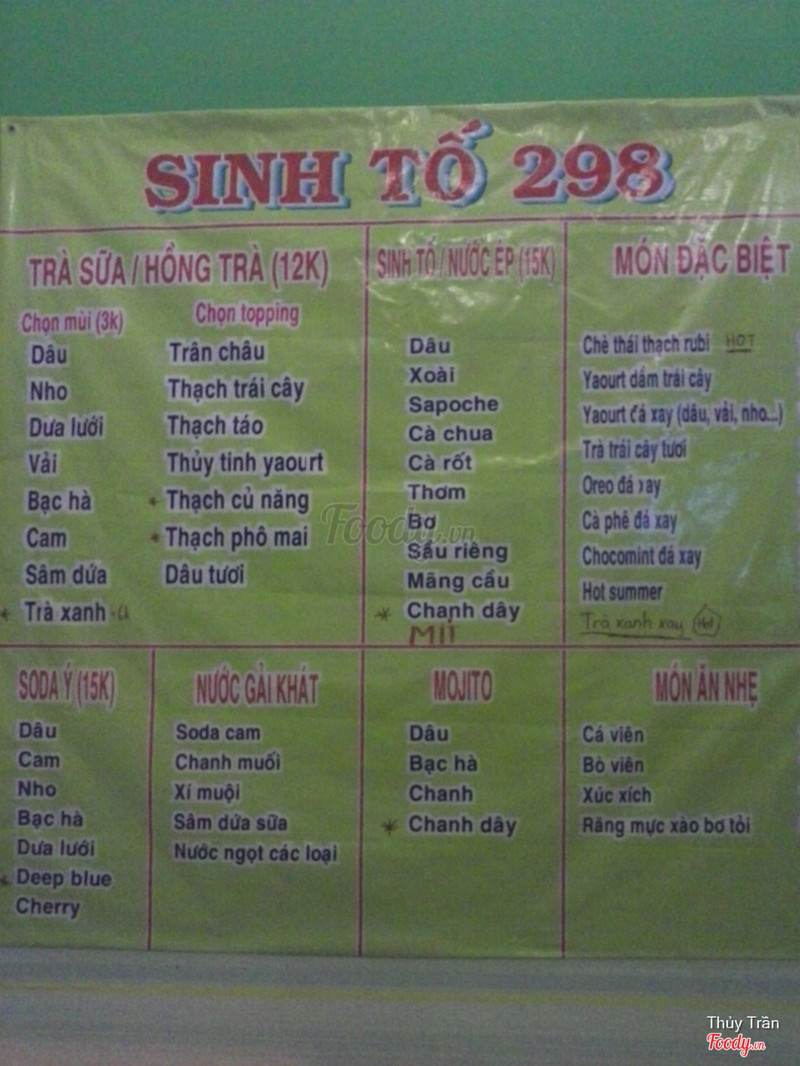 SINH TỐ 298
TRÀ SỮA / HỒNG TRÀ (12K)
Chọn mùi (3k)
Dâu
Nho
Dưa lưới
Vải
Bạc hà
Cam
Sâm dứa
* Trà xanh
Chọn topping
Trân châu
Thạch trái cây
Thạch táo
Thủy tinh yaourt
* Thạch củ năng
* Thạch phô mai
Dâu tươi
SINH TỐ / NƯỚC ÉP (15K)
Dâu
Xoài
Sapoche
Cà chua
Cà rốt
Thơm
Bơ
Sầu riêng
Mãng cầu
* Chanh dây
MÓN ĐẶC BIỆT
Chè thái thạch rubi HOT
Yaourt dầm trái cây
Yaourt đá xay (dâu, vải, nho...)
Trà trái cây tươi
Oreo đá xay
Cà phê đá xay
Chocomint đá xay
Hot summer
Trà xanh xay Hot
SODA Ý (15K)
Dâu
Cam
Nho
Bạc hà
Dưa lưới
* Deep blue
Cherry
NƯỚC GẢI KHÁT
Soda cam
Chanh muối
Xí muội
Sâm dứa sữa
Nước ngọt các loại
MOJITO
Dâu
Bạc hà
Chanh
* Chanh dây
MÓN ĂN NHẸ
Cá viên
Bò viên
Xúc xích
Răng mực xào bơ tỏi
Foody.vn
Thủy Trần
Foody.vn